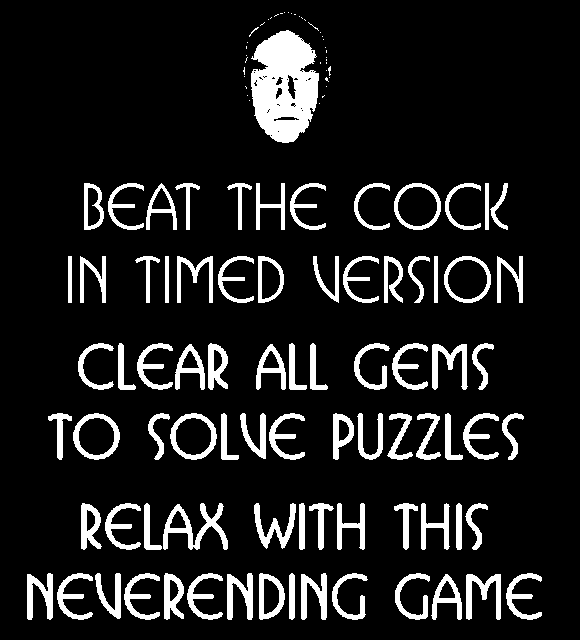 BEAT THE COCK
IN TIMED VERSION
CLEAR ALL GEMS
TO SOLVE PUZZLES
RELAX WITH THIS
NEVERENDING GAME